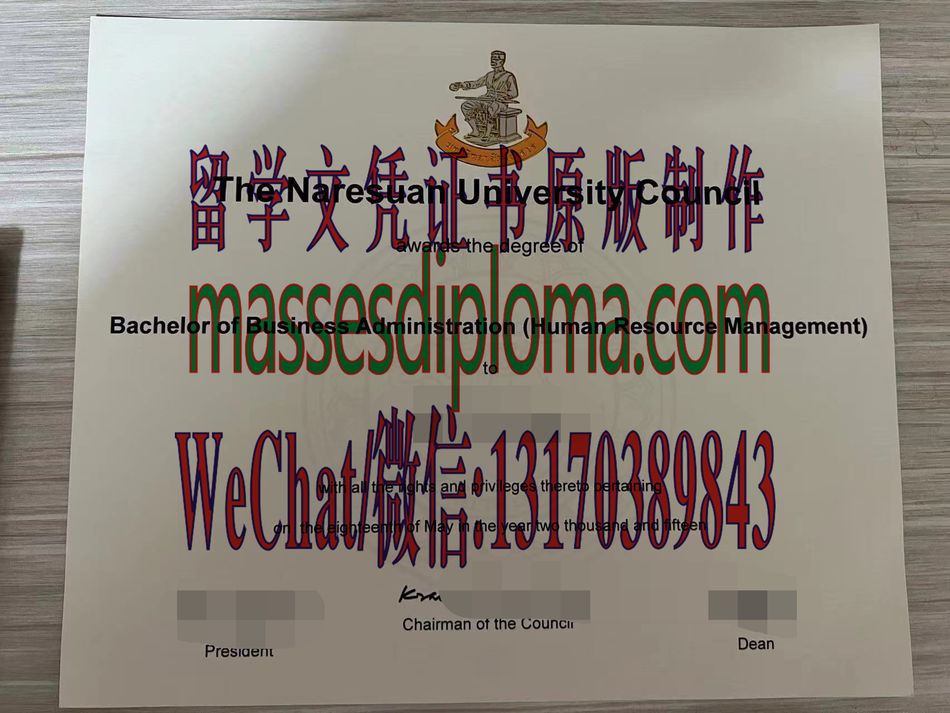 留学文凭证书原版制作
The Naresuan University Council
awards the degree of
massesdiploma.com
Bachelor of Business Administration (Human Resource Management)
to
WeChat/微信:13170389843
with all the rights and privileges thereto pertaining
on the eighteenth of May in the year two thousand and fifteen
Chairman of the Council
President
Dean